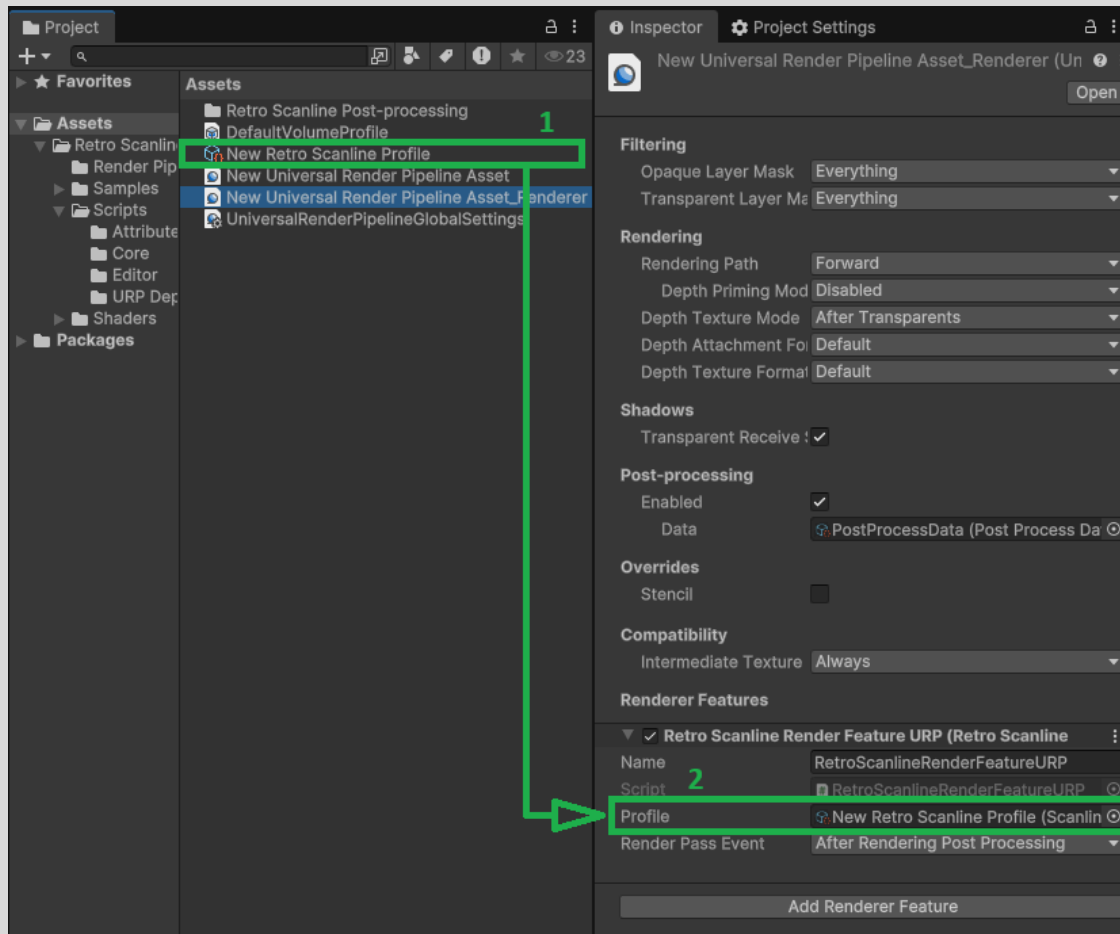 Project
23
Favorites
Assets
Retro Scanlin
Render Pip
Samples
Scripts
Attribute
Core
Editor
URP Dep
Shaders
Packages
Assets
Retro Scanline Post-processing
1
DefaultVolumeProfile
New Retro Scanline Profile
New Universal Render Pipeline Asset
New Universal Render Pipeline Asset_Renderer
UniversalRenderPipelineGlobalSettings
Inspector
Project Settings
New Universal Render Pipeline Asset_Renderer (Un
Open
Filtering
Opaque Layer Mask Everything
Transparent Layer Ma Everything
Rendering
Rendering Path Forward
Depth Priming Mod Disabled
Depth Texture Mode After Transparents
Depth Attachment Fo Default
Depth Texture Format Default
Shadows
Transparent Receive
Post-processing
Enabled
Data PostProcessData (Post Process Da
Overrides
Stencil
Compatibility
Intermediate Texture Always
Renderer Features
Retro Scanline Render Feature URP (Retro Scanline
Name RetroScanlineRenderFeatureURP
Script RetroScanlineRenderFeatureURP
2
Profile New Retro Scanline Profile (Scanlin
Render Pass Event After Rendering Post Processing
Add Renderer Feature